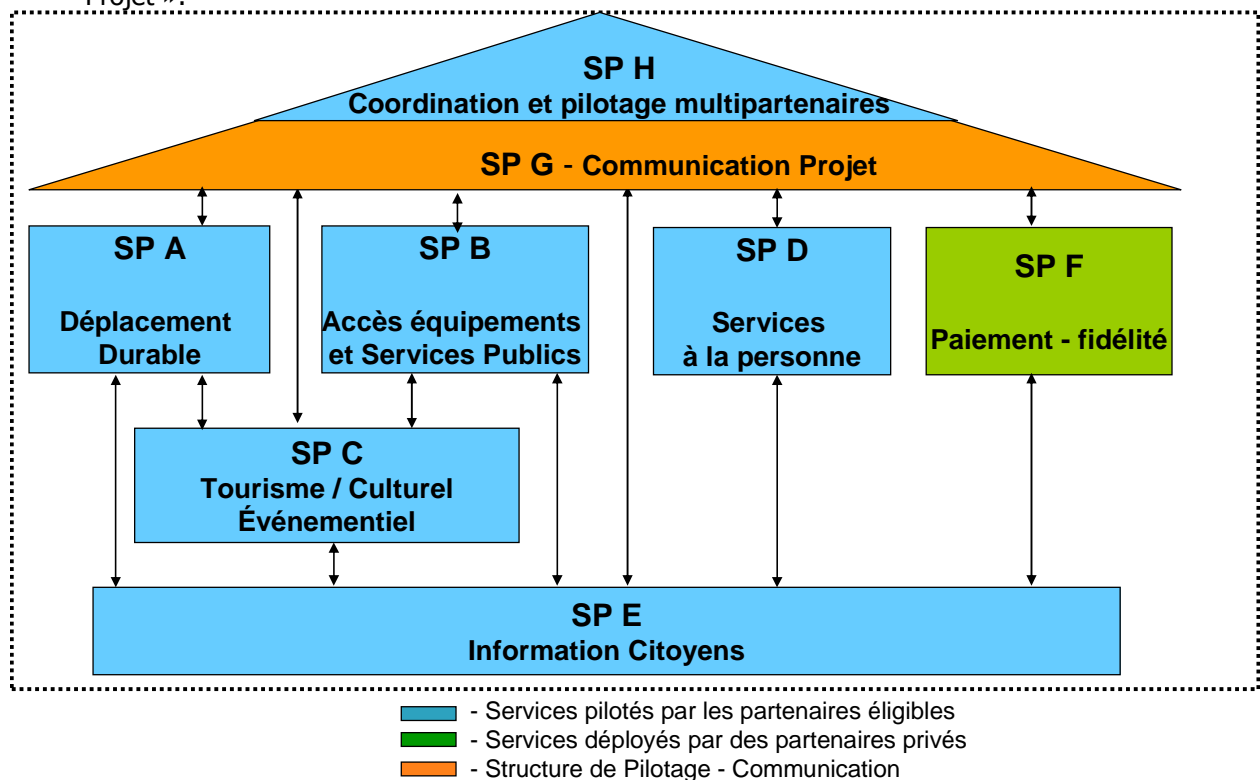 Projet ».
SP H
Coordination et pilotage multipartenaires
SP G - Communication Projet
SP A
Déplacement
Durable
SP B
Accès équipements
et Services Publics
SP D
Services
à la personne
SP F
Paiement - fidélité
SP C
Tourisme / Culturel
Événementiel
SP E
Information Citoyens
- Services pilotés par les partenaires éligibles
- Services déployés par des partenaires privés
- Structure de Pilotage - Communication